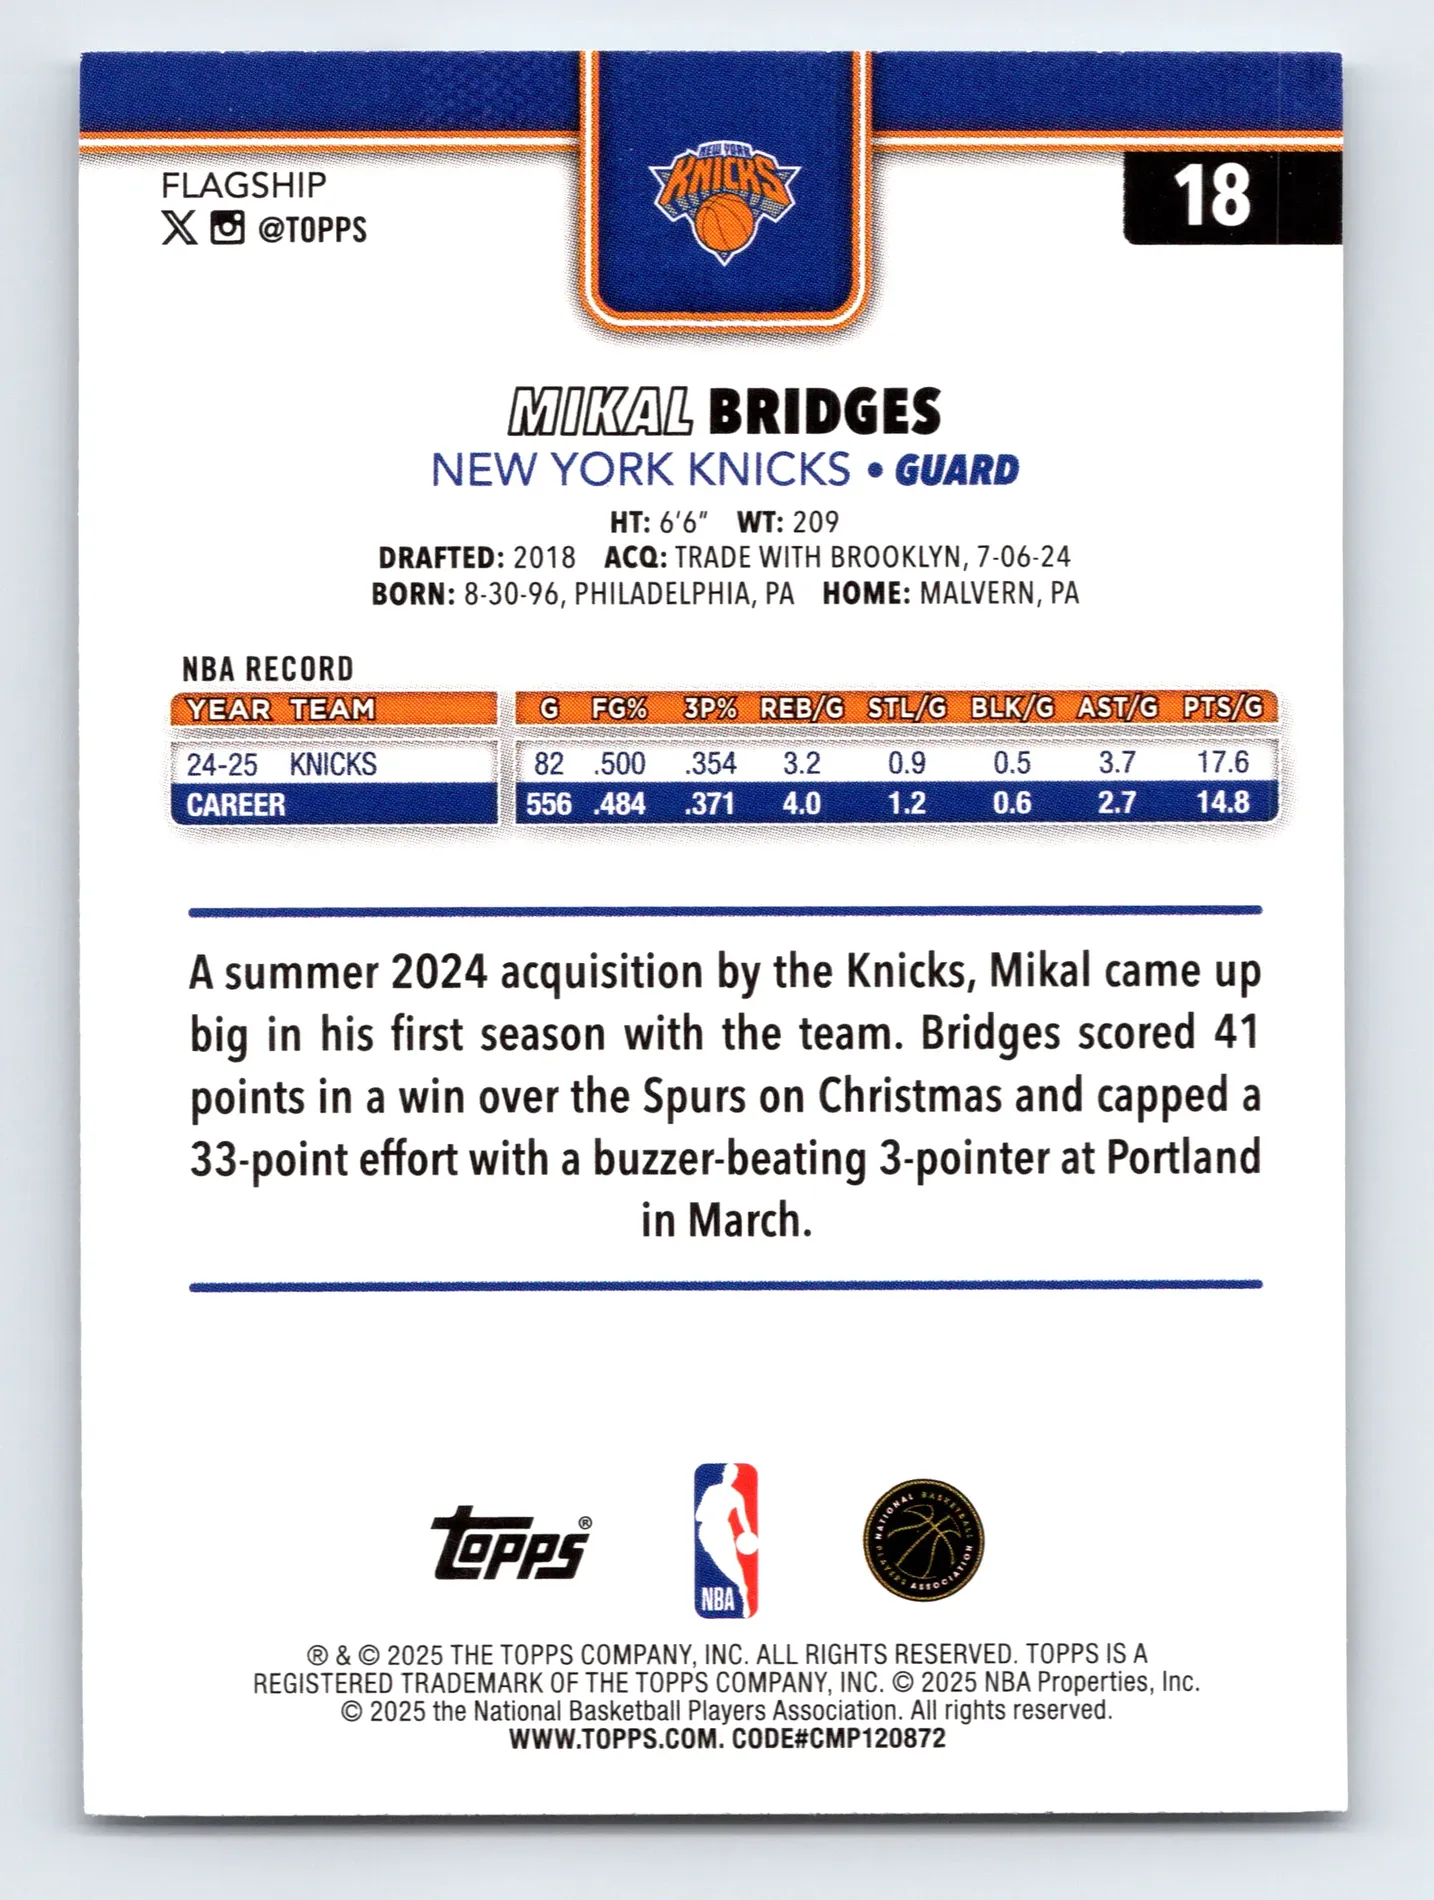 NEW YORK
KNICKS
18
FLAGSHIP
@TOPPS
MIKAL BRIDGES
NEW YORK KNICKS • GUARD
HT: 6'6" WT: 209
DRAFTED: 2018 ACQ: TRADE WITH BROOKLYN, 7-06-24
BORN: 8-30-96, PHILADELPHIA, PA HOME: MALVERN, PA
NBA RECORD
YEAR TEAM G FG% 3P% REB/G STL/G BLK/G AST/G PTS/G
24-25 KNICKS 82 .500 .354 3.2 0.9 0.5 3.7 17.6
CAREER 556 .484 .371 4.0 1.2 0.6 2.7 14.8
A summer 2024 acquisition by the Knicks, Mikal came up
big in his first season with the team. Bridges scored 41
points in a win over the Spurs on Christmas and capped a
33-point effort with a buzzer-beating 3-pointer at Portland
in March.
topps®
NBA
NATIONAL BASKETBALL PLAYERS ASSOCIATION
® & © 2025 THE TOPPS COMPANY, INC. ALL RIGHTS RESERVED. TOPPS IS A
REGISTERED TRADEMARK OF THE TOPPS COMPANY, INC. © 2025 NBA Properties, Inc.
© 2025 the National Basketball Players Association. All rights reserved.
WWW.TOPPS.COM. CODE#CMP120872